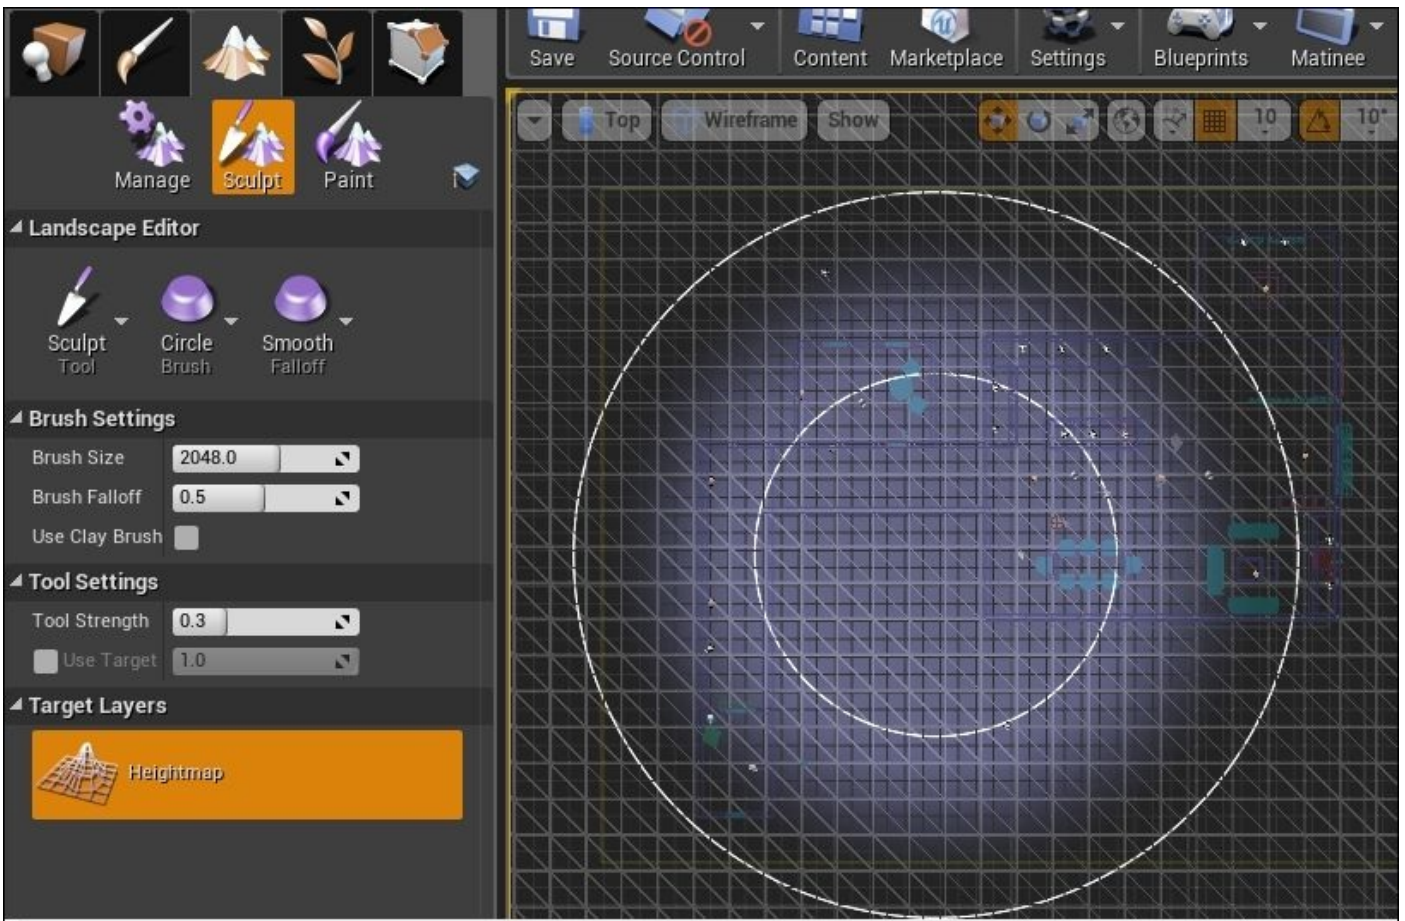 Save Source Control Content Marketplace Settings Blueprints Matinee
Top Wireframe Show 10 10°
Manage Sculpt Paint
Landscape Editor
Sculpt Circle Smooth
Tool Brush Falloff
Brush Settings
Brush Size 2048.0
Brush Falloff 0.5
Use Clay Brush
Tool Settings
Tool Strength 0.3
Use Target 1.0
Target Layers
Heightmap